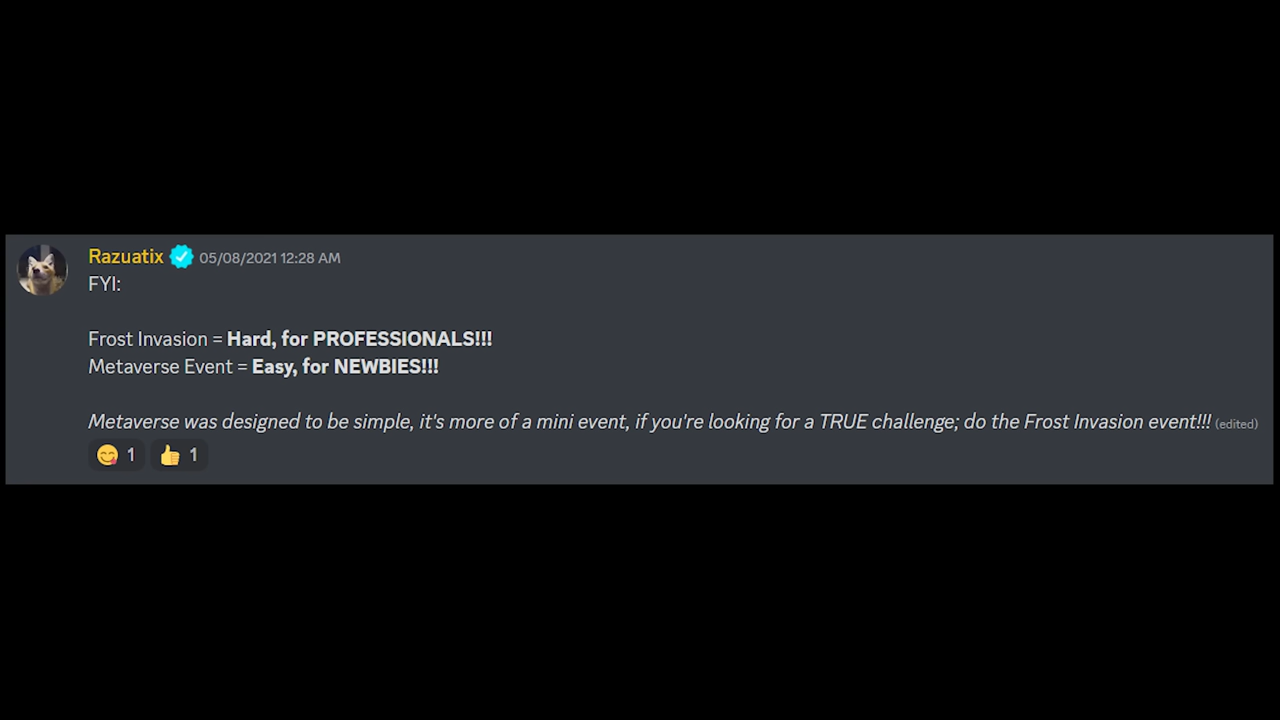 Razuatix 05/08/2021 12:28 AM
FYI:
Frost Invasion = Hard, for PROFESSIONALS!!!
Metaverse Event = Easy, for NEWBIES!!!
Metaverse was designed to be simple, it's more of a mini event, if you're looking for a TRUE challenge; do the Frost Invasion event!!! (edited)
1 1